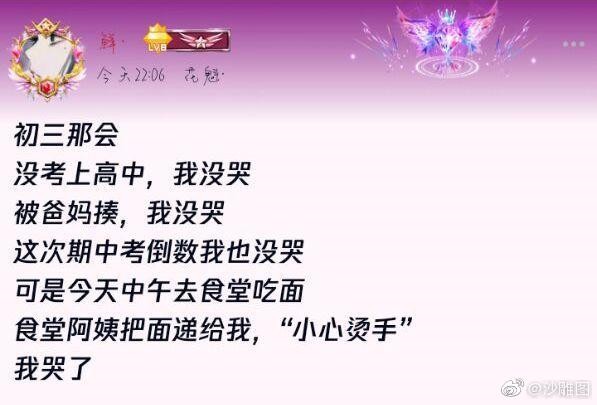 鲜·
LV8
今天22:06 花魁·
初三那会
没考上高中，我没哭
被爸妈揍，我没哭
这次期中考倒数我也没哭
可是今天中午去食堂吃面
食堂阿姨把面递给我，“小心烫手”
我哭了
@沙雕图